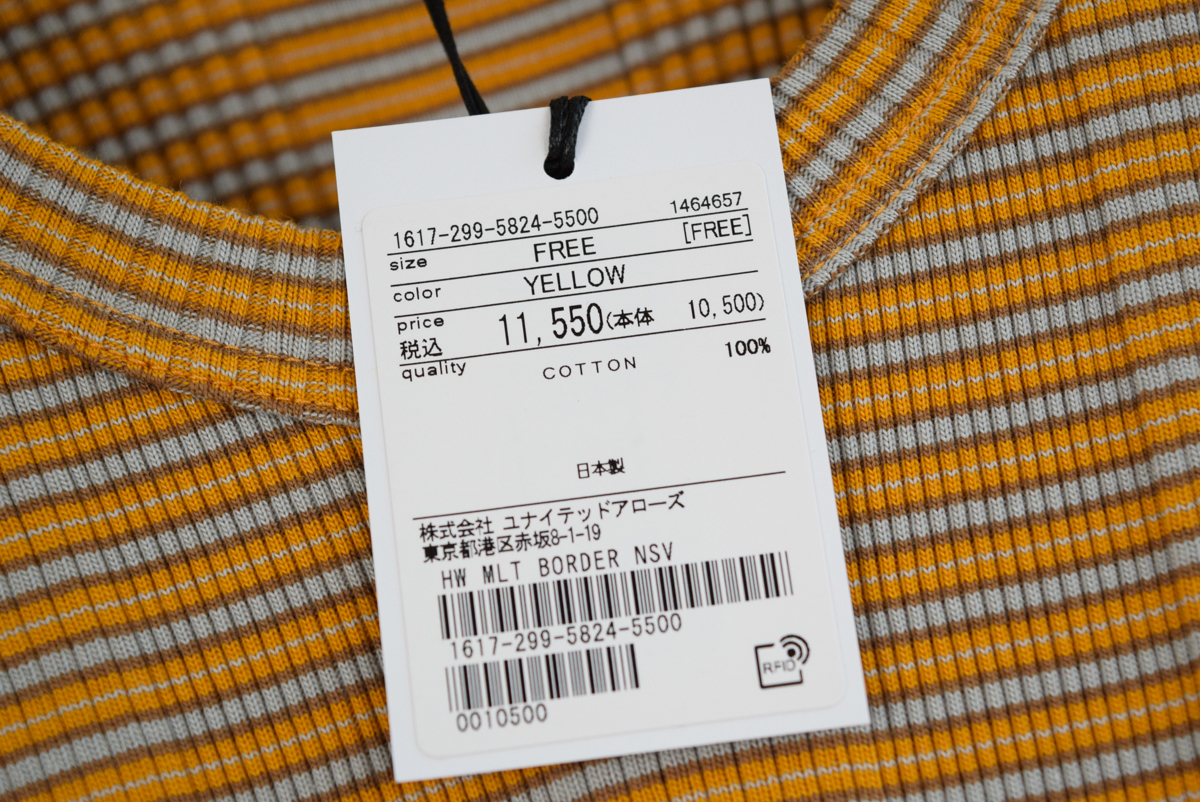 1617-299-5824-5500 1464657
size FREE [FREE]
color YELLOW
price
税込 11,550(本体 10,500)
quality COTTON 100%
日本製
株式会社 ユナイテッドアローズ
東京都港区赤坂8-1-19
HW MLT BORDER NSV
1617-299-5824-5500
RFID
0010500